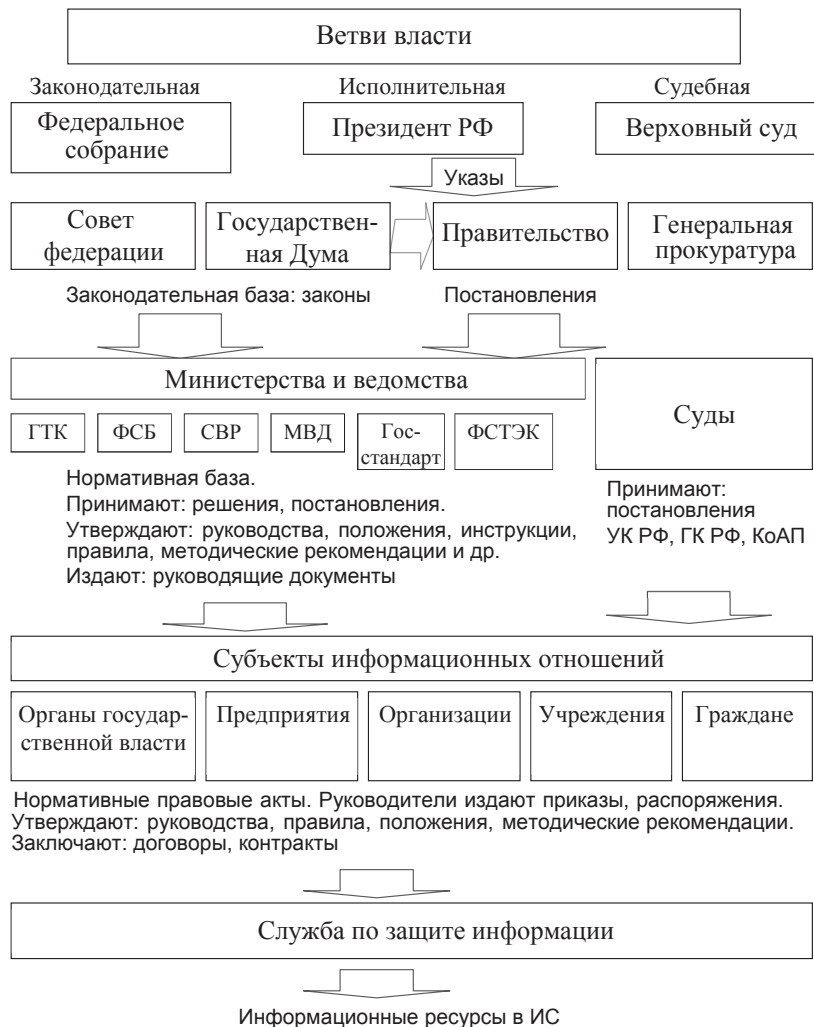 Ветви власти
Законодательная
Исполнительная
Судебная
Федеральное
собрание
Президент РФ
Верховный суд
Указы
Совет
федерации
Государствен-
ная Дума
Правительство
Генеральная
прокуратура
Законодательная база: законы
Постановления
Министерства и ведомства
ГТК
ФСБ
СВР
МВД
Гос-
стандарт
ФСТЭК
Суды
Нормативная база.
Принимают: решения, постановления.
Утверждают: руководства, положения, инструкции,
правила, методические рекомендации и др.
Издают: руководящие документы
Принимают:
постановления
УК РФ, ГК РФ, КоАП
Субъекты информационных отношений
Органы государ-
ственной власти
Предприятия
Организации
Учреждения
Граждане
Нормативные правовые акты. Руководители издают приказы, распоряжения.
Утверждают: руководства, правила, положения, методические рекомендации.
Заключают: договоры, контракты
Служба по защите информации
Информационные ресурсы в ИС